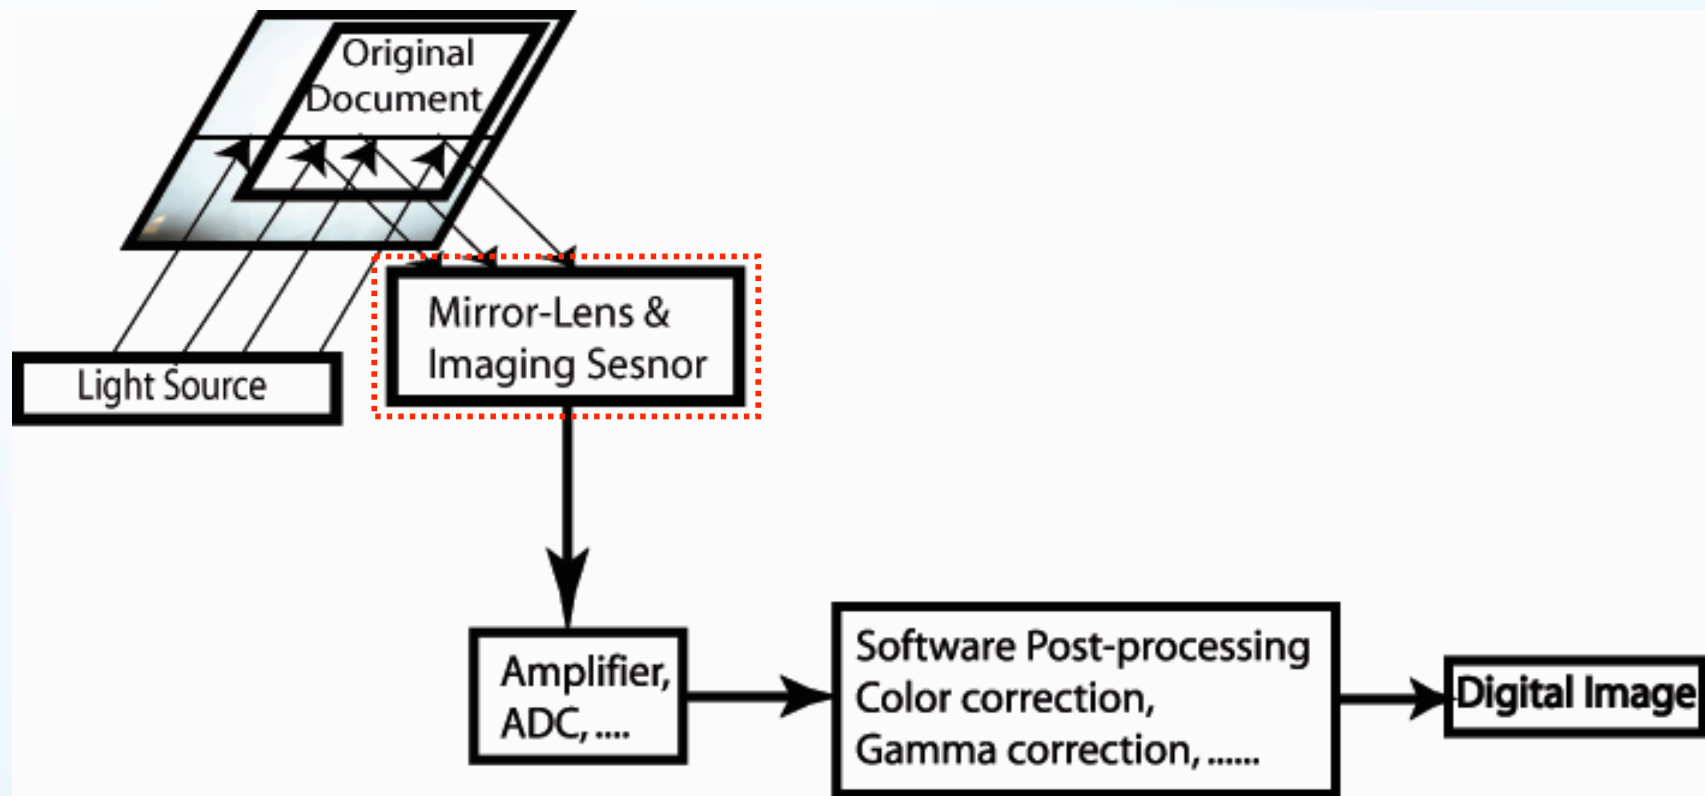 Original
Document
Mirror-Lens &
Imaging Sesnor
Light Source
Amplifier,
ADC, ....
Software Post-processing
Color correction,
Gamma correction, ......
Digital Image